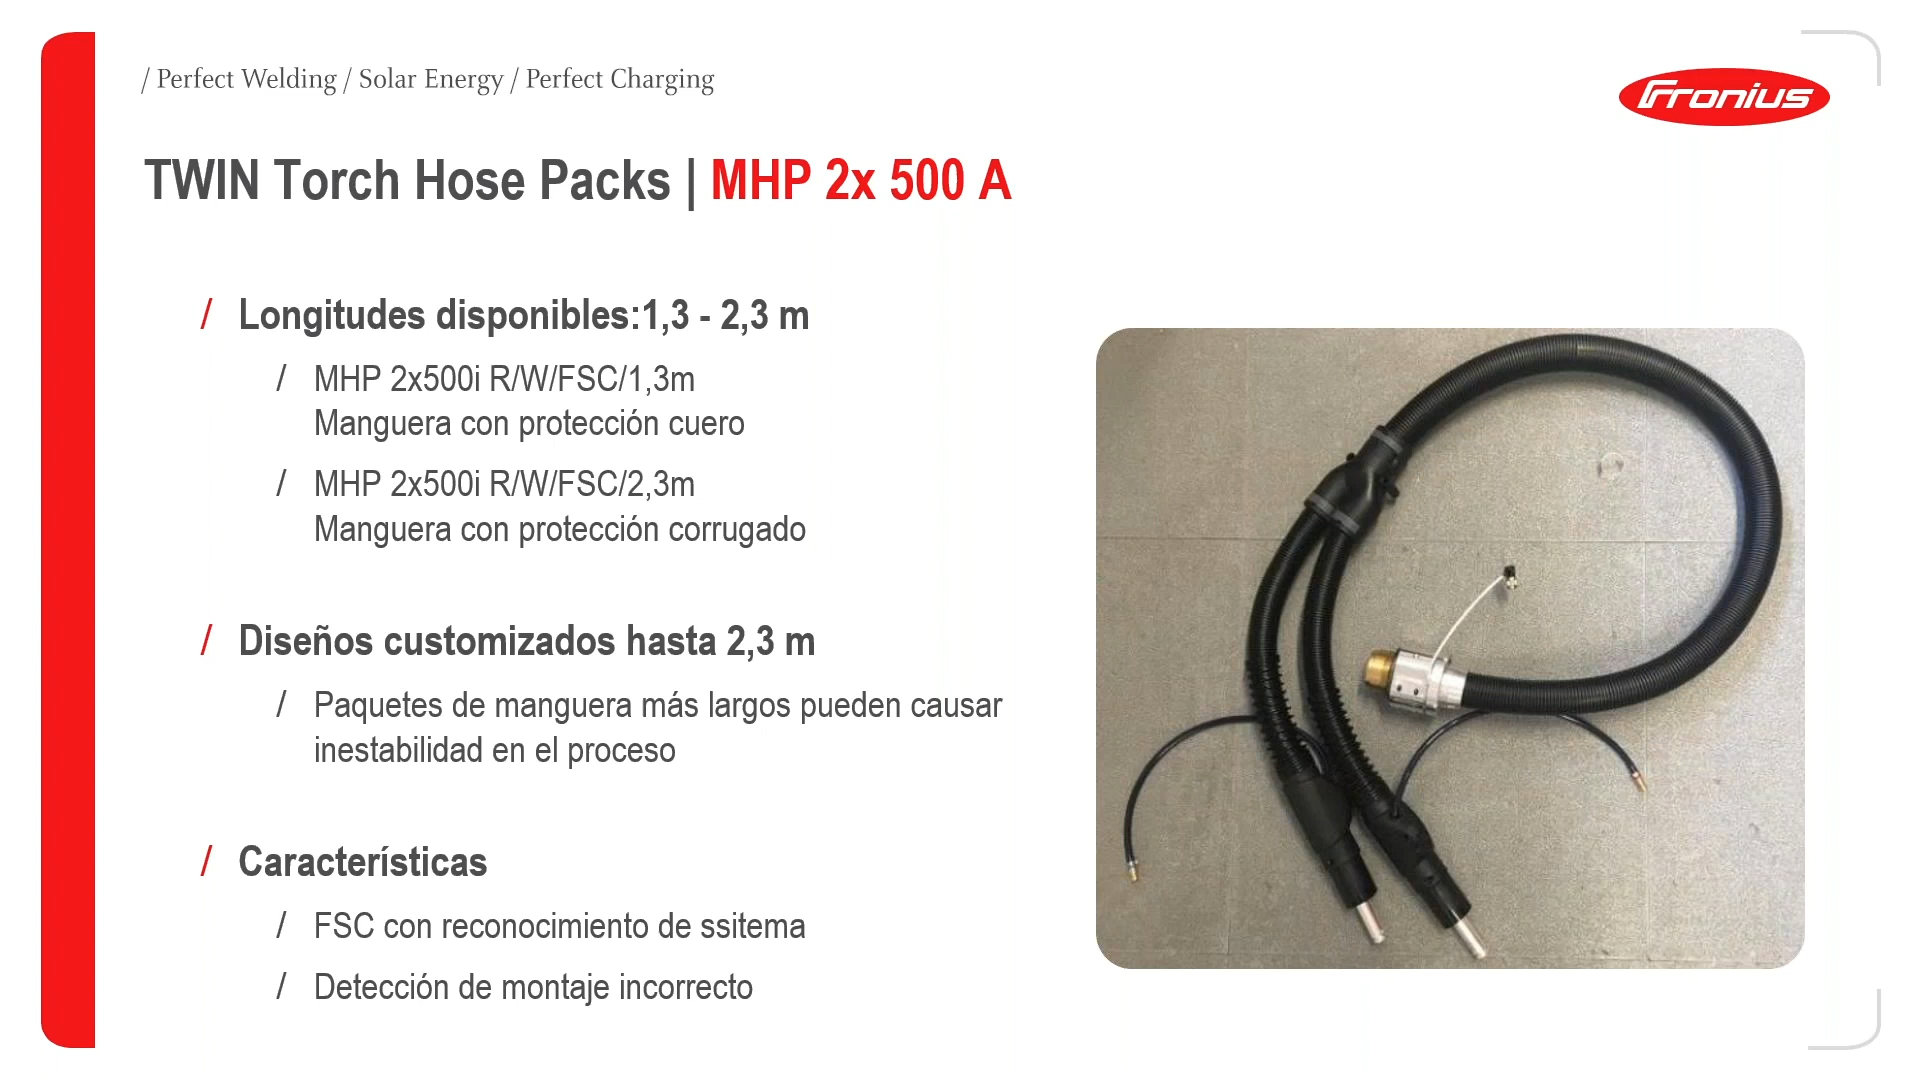 / Perfect Welding / Solar Energy / Perfect Charging
Fronius
TWIN Torch Hose Packs | MHP 2x 500 A
/ Longitudes disponibles:1,3 - 2,3 m
/ MHP 2x500i R/W/FSC/1,3m
Manguera con protección cuero
/ MHP 2x500i R/W/FSC/2,3m
Manguera con protección corrugado
/ Diseños customizados hasta 2,3 m
/ Paquetes de manguera más largos pueden causar
inestabilidad en el proceso
/ Características
/ FSC con reconocimiento de ssitema
/ Detección de montaje incorrecto